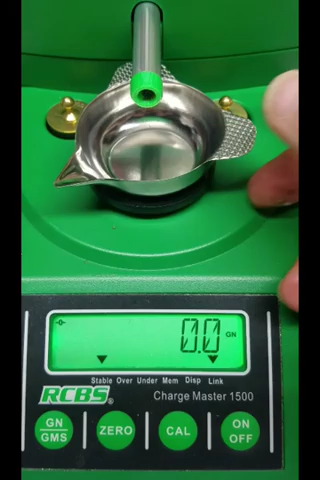 -0-
0.0 GN
Stable Over Under Mem Disp Link
RCBS®
Charge Master 1500
GN
GMS
ZERO
CAL
ON
OFF